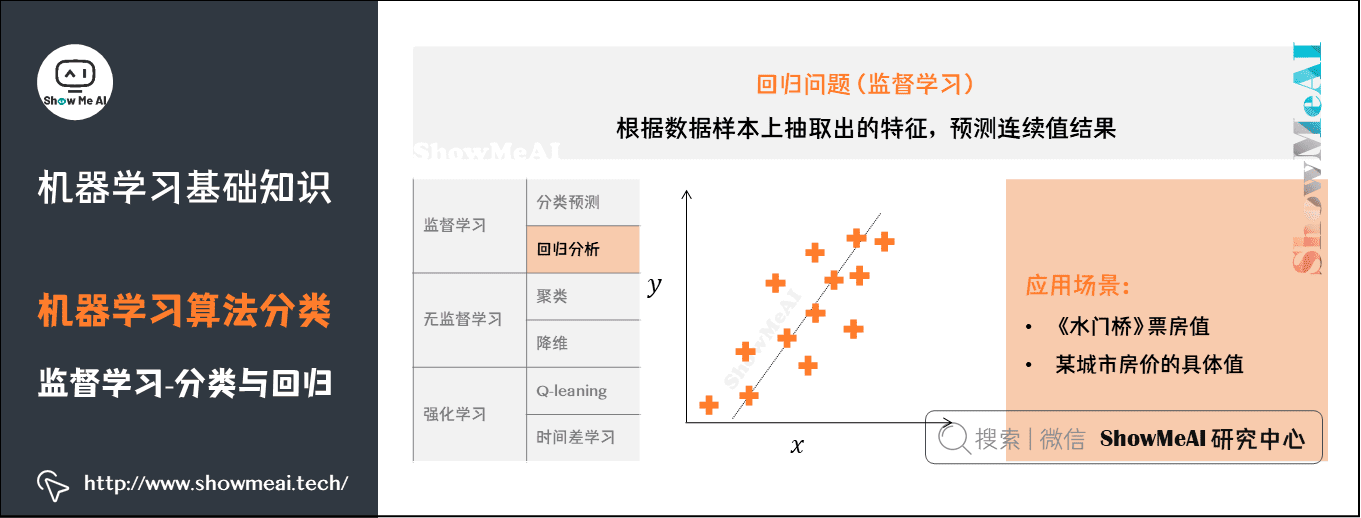 Show Me AI
机器学习基础知识
机器学习算法分类
监督学习-分类与回归
http://www.showmeai.tech/
回归问题（监督学习）
根据数据样本上抽取出的特征，预测连续值结果
ShowMeAI
ShowMeAI
监督学习
分类预测
回归分析
无监督学习
聚类
降维
强化学习
Q-leaning
时间差学习
y
x
ShowMeAI
应用场景：
• 《水门桥》票房值
• 某城市房价的具体值
搜索 | 微信 ShowMeAI 研究中心